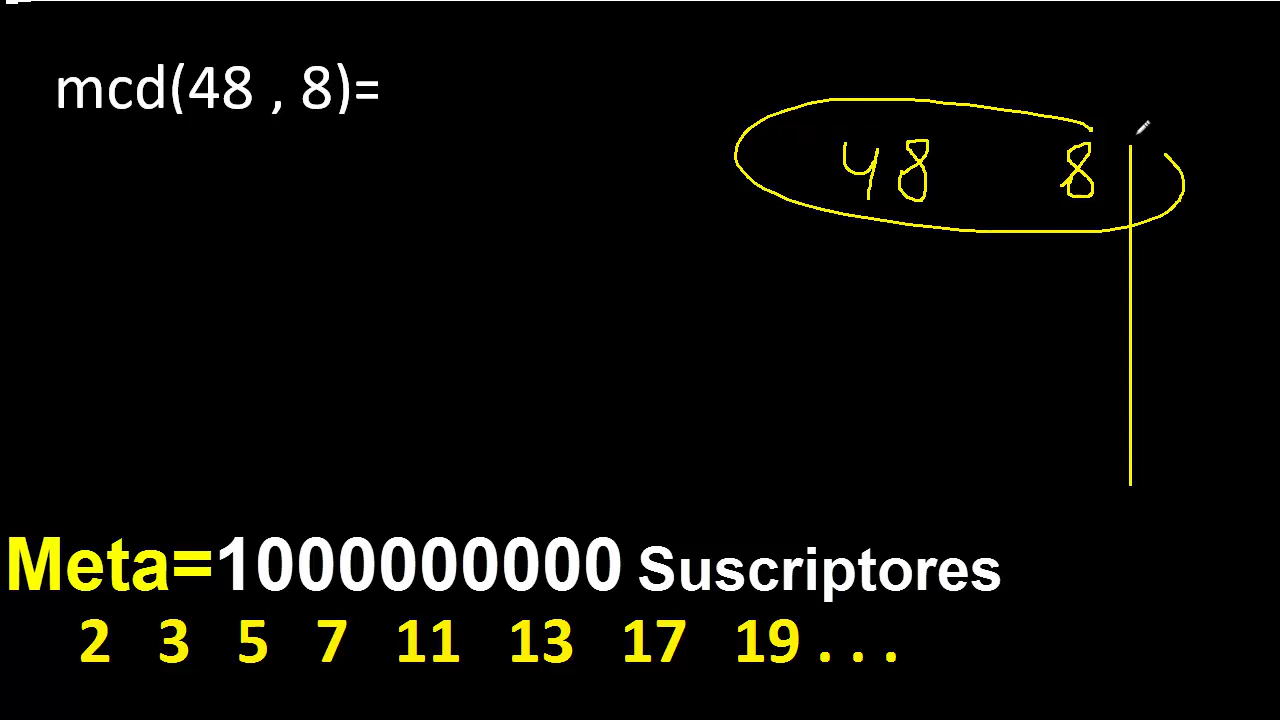 mcd(48 , 8)=
48 8
Meta=1000000000 Suscriptores
2 3 5 7 11 13 17 19 . . .